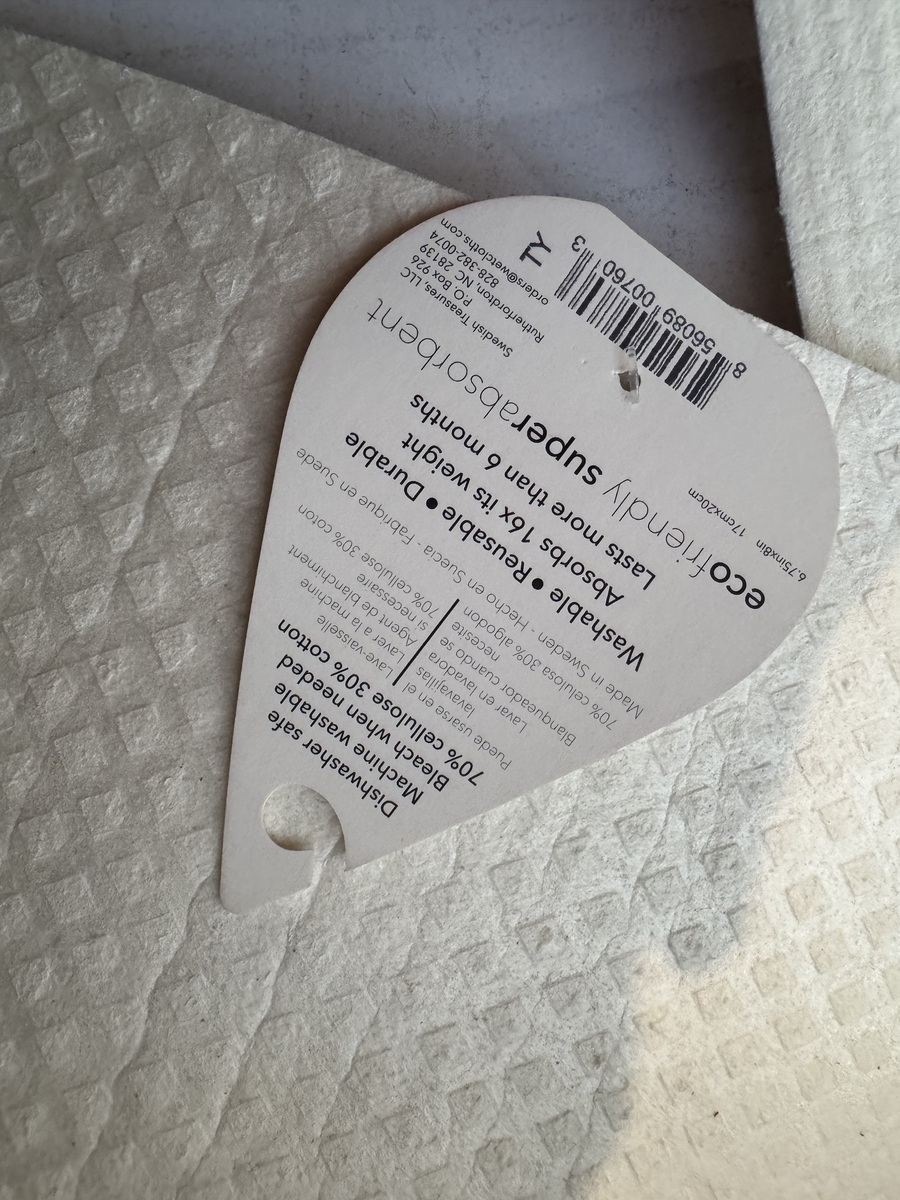 Dishwasher safe
Machine washable
Bleach when needed
70% cellulose 30% cotton
Puede usarse en el
lavavajillas
Lavar en lavadora
Blanqueador cuando se
necesite
70% celulosa 30% algodon
Lave-vaisselle
Laver a la machine
Agent de blanchiment
si necessaire
70% cellulose 30% coton
Made in Sweden - Hecho en Suecia - Fabrique en Suede
Washable • Reusable • Durable
Absorbs 16x its weight
Lasts more than 6 months
ecofriendly superabsorbent
6.75inx8in 17cmx20cm
Swedish Treasures, LLC
P.O. Box 926
Rutherfordton, NC 28139
828-382-0074
orders@wetcloths.com
8 56089 00760 3